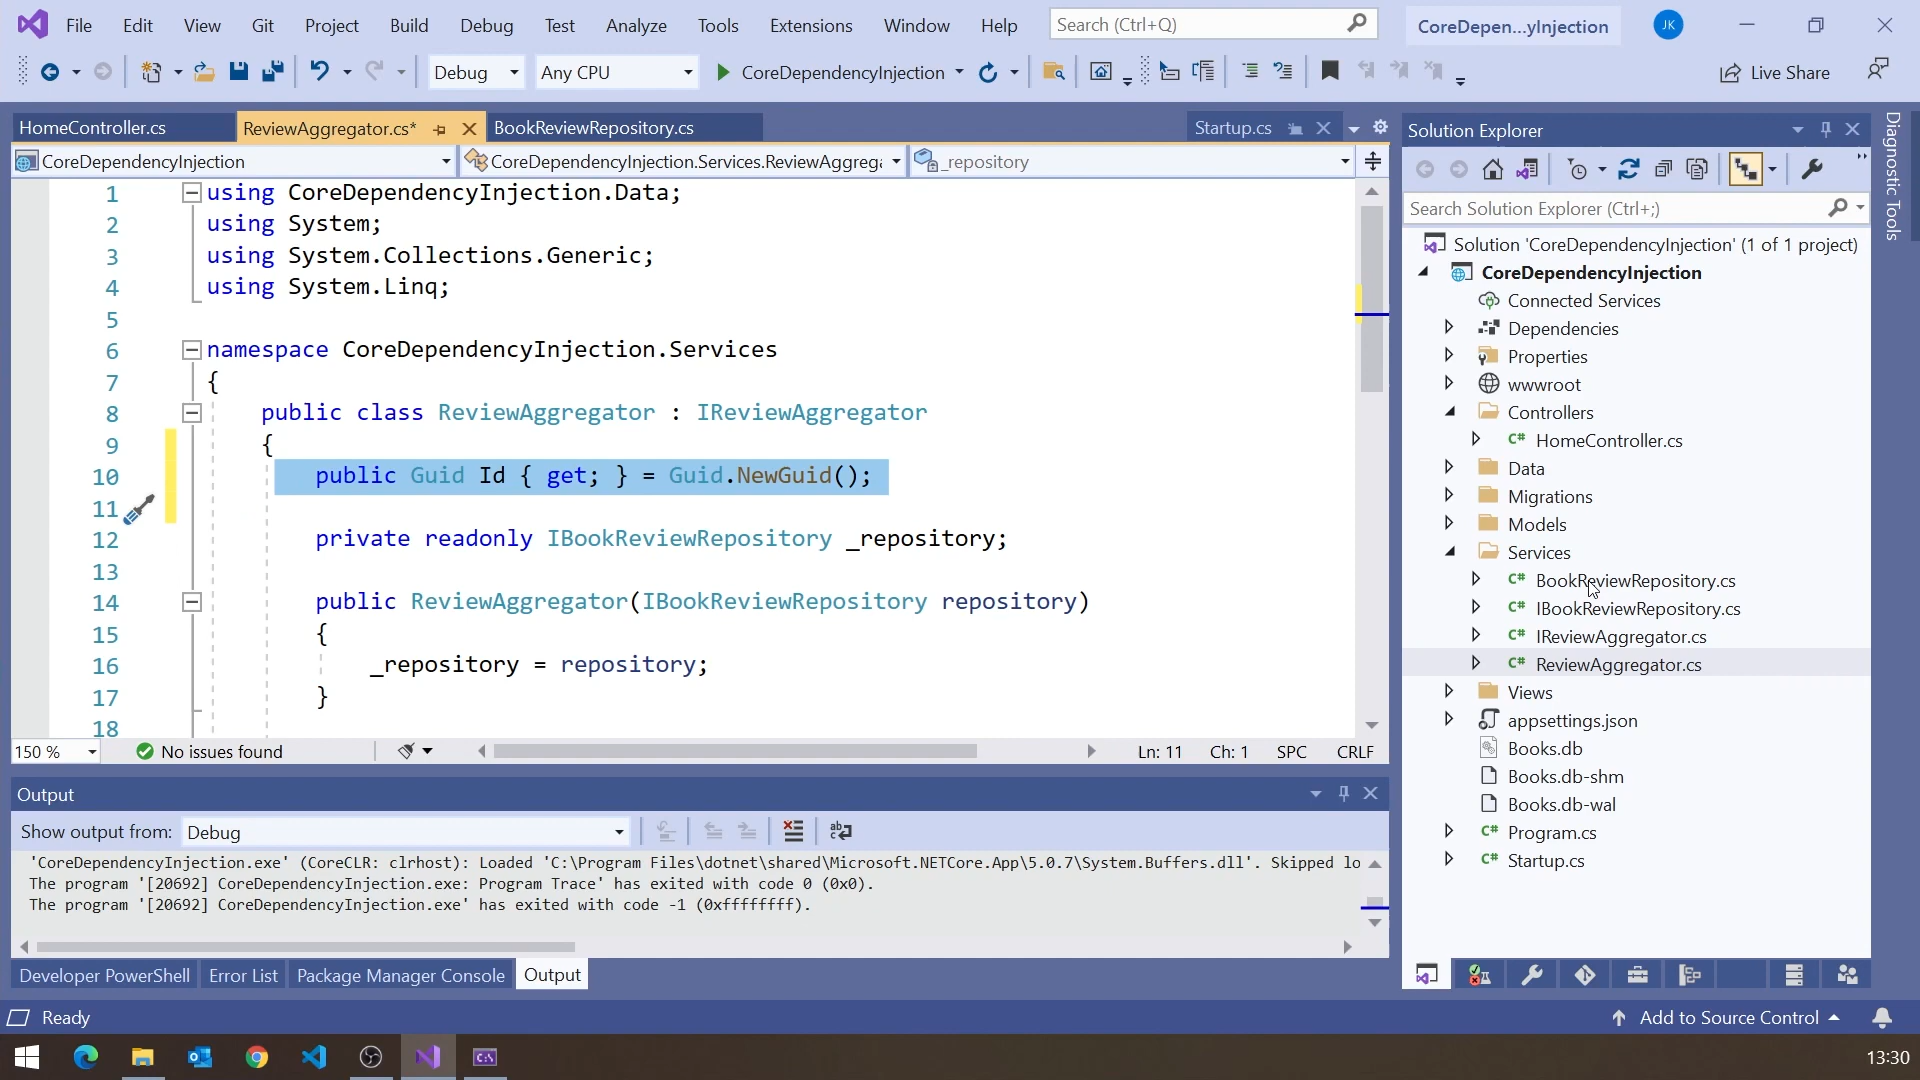 File Edit View Git Project Build Debug Test Analyze Tools Extensions Window Help Search (Ctrl+Q) CoreDepen...yInjection JK
Debug Any CPU CoreDependencyInjection Live Share
HomeController.cs ReviewAggregator.cs* BookReviewRepository.cs Startup.cs
CoreDependencyInjection CoreDependencyInjection.Services.ReviewAggrega _repository
1 using CoreDependencyInjection.Data;
2 using System;
3 using System.Collections.Generic;
4 using System.Linq;
5
6 namespace CoreDependencyInjection.Services
7 {
8 public class ReviewAggregator : IReviewAggregator
9 {
10 public Guid Id { get; } = Guid.NewGuid();
11
12 private readonly IBookReviewRepository _repository;
13
14 public ReviewAggregator(IBookReviewRepository repository)
15 {
16 _repository = repository;
17 }
18
150 % No issues found Ln: 11 Ch: 1 SPC CRLF
Output
Show output from: Debug
'CoreDependencyInjection.exe' (CoreCLR: clrhost): Loaded 'C:\Program Files\dotnet\shared\Microsoft.NETCore.App\5.0.7\System.Buffers.dll'. Skipped lo
The program '[20692] CoreDependencyInjection.exe: Program Trace' has exited with code 0 (0x0).
The program '[20692] CoreDependencyInjection.exe' has exited with code -1 (0xffffffff).
Developer PowerShell Error List Package Manager Console Output
Solution Explorer
Search Solution Explorer (Ctrl+;)
Solution 'CoreDependencyInjection' (1 of 1 project)
CoreDependencyInjection
Connected Services
Dependencies
Properties
wwwroot
Controllers
C# HomeController.cs
Data
Migrations
Models
Services
C# BookReviewRepository.cs
C# IBookReviewRepository.cs
C# IReviewAggregator.cs
C# ReviewAggregator.cs
Views
appsettings.json
Books.db
Books.db-shm
Books.db-wal
C# Program.cs
C# Startup.cs
Diagnostic Tools
Ready Add to Source Control
13:30